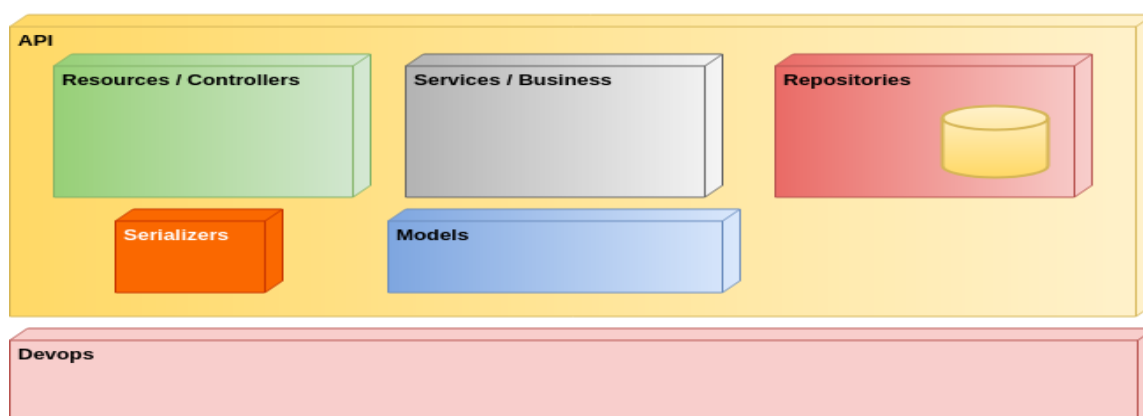 API
Resources / Controllers
Services / Business
Repositories
Serializers
Models
Devops